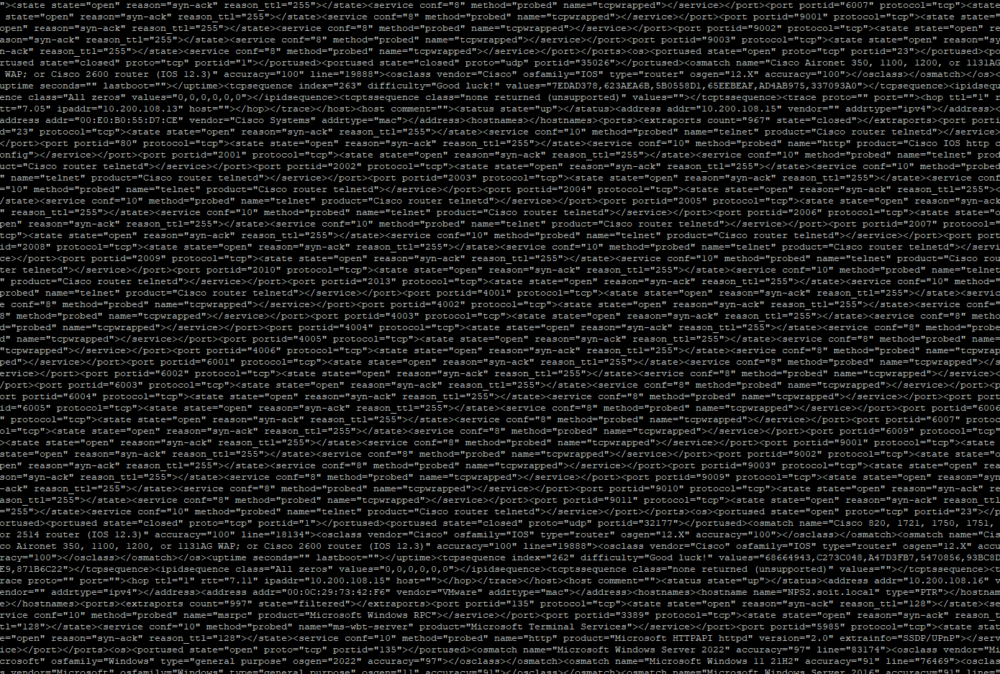 "><state state="open" reason="syn-ack" reason_ttl="255"></state><service conf="8" method="probed" name="tcpwrapped"></service></port><port portid="6007" protocol="tcp"><state
state="open" reason="syn-ack" reason_ttl="255"></state><service conf="8" method="probed" name="tcpwrapped"></service></port><port portid="9001" protocol="tcp"><state state="
open" reason="syn-ack" reason_ttl="255"></state><service conf="8" method="probed" name="tcpwrapped"></service></port><port portid="9002" protocol="tcp"><state state="open" re
ason="syn-ack" reason_ttl="255"></state><service conf="8" method="probed" name="tcpwrapped"></service></port><port portid="9003" protocol="tcp"><state state="open" reason="sy
n-ack" reason_ttl="255"></state><service conf="8" method="probed" name="tcpwrapped"></service></port></ports><os><portused state="open" proto="tcp" portid="23"></portused><po
rtused state="closed" proto="tcp" portid="1"></portused><portused state="closed" proto="udp" portid="35026"></portused><osmatch name="Cisco Aironet 350, 1100, 1200, or 1131AG
WAP; or Cisco 2600 router (IOS 12.3)" accuracy="100" line="19888"><osclass vendor="Cisco" osfamily="IOS" type="router" osgen="12.X" accuracy="100"></osclass></osmatch></os><
uptime seconds="" lastboot=""></uptime><tcpsequence index="263" difficulty="Good luck!" values="7EDAD378,623AEA6B,5B0558D1,65EEBEAF,AD4AB975,337093A0"></tcpsequence><ipidsequ
ence class="All zeros" values="0,0,0,0,0,0"></ipidsequence><tcptssequence class="none returned (unsupported)" values=""></tcptssequence><trace proto="" port=""><hop ttl="1" r
tt="7.05" ipaddr="10.200.108.13" host=""></hop></trace></host><host comment=""><status state="up"></status><address addr="10.200.108.15" vendor="" addrtype="ipv4"></address><
address addr="00:E0:B0:55:D7:CE" vendor="Cisco Systems" addrtype="mac"></address><hostnames></hostnames><ports><extraports count="967" state="closed"></extraports><port porti
d="23" protocol="tcp"><state state="open" reason="syn-ack" reason_ttl="255"></state><service conf="10" method="probed" name="telnet" product="Cisco router telnetd"></service>
</port><port portid="80" protocol="tcp"><state state="open" reason="syn-ack" reason_ttl="255"></state><service conf="10" method="probed" name="http" product="Cisco IOS http c
onfig"></service></port><port portid="2001" protocol="tcp"><state state="open" reason="syn-ack" reason_ttl="255"></state><service conf="10" method="probed" name="telnet" prod
uct="Cisco router telnetd"></service></port><port portid="2002" protocol="tcp"><state state="open" reason="syn-ack" reason_ttl="255"></state><service conf="10" method="probed
" name="telnet" product="Cisco router telnetd"></service></port><port portid="2003" protocol="tcp"><state state="open" reason="syn-ack" reason_ttl="255"></state><service conf
="10" method="probed" name="telnet" product="Cisco router telnetd"></service></port><port portid="2004" protocol="tcp"><state state="open" reason="syn-ack" reason_ttl="255"><
/state><service conf="10" method="probed" name="telnet" product="Cisco router telnetd"></service></port><port portid="2005" protocol="tcp"><state state="open" reason="syn-ack
" reason_ttl="255"></state><service conf="10" method="probed" name="telnet" product="Cisco router telnetd"></service></port><port portid="2006" protocol="tcp"><state state="o
pen" reason="syn-ack" reason_ttl="255"></state><service conf="10" method="probed" name="telnet" product="Cisco router telnetd"></service></port><port portid="2007" protocol="
tcp"><state state="open" reason="syn-ack" reason_ttl="255"></state><service conf="10" method="probed" name="telnet" product="Cisco router telnetd"></service></port><port port
id="2008" protocol="tcp"><state state="open" reason="syn-ack" reason_ttl="255"></state><service conf="10" method="probed" name="telnet" product="Cisco router telnetd"></servi
ce></port><port portid="2009" protocol="tcp"><state state="open" reason="syn-ack" reason_ttl="255"></state><service conf="10" method="probed" name="telnet" product="Cisco rou
ter telnetd"></service></port><port portid="2010" protocol="tcp"><state state="open" reason="syn-ack" reason_ttl="255"></state><service conf="10" method="probed" name="telnet
" product="Cisco router telnetd"></service></port><port portid="2013" protocol="tcp"><state state="open" reason="syn-ack" reason_ttl="255"></state><service conf="10" method="
probed" name="telnet" product="Cisco router telnetd"></service></port><port portid="4001" protocol="tcp"><state state="open" reason="syn-ack" reason_ttl="255"></state><servic
e conf="8" method="probed" name="tcpwrapped"></service></port><port portid="4002" protocol="tcp"><state state="open" reason="syn-ack" reason_ttl="255"></state><service conf="
8" method="probed" name="tcpwrapped"></service></port><port portid="4003" protocol="tcp"><state state="open" reason="syn-ack" reason_ttl="255"></state><service conf="8" metho
d="probed" name="tcpwrapped"></service></port><port portid="4004" protocol="tcp"><state state="open" reason="syn-ack" reason_ttl="255"></state><service conf="8" method="probe
d" name="tcpwrapped"></service></port><port portid="4005" protocol="tcp"><state state="open" reason="syn-ack" reason_ttl="255"></state><service conf="8" method="probed" name=
"tcpwrapped"></service></port><port portid="4006" protocol="tcp"><state state="open" reason="syn-ack" reason_ttl="255"></state><service conf="8" method="probed" name="tcpwrap
ped"></service></port><port portid="6001" protocol="tcp"><state state="open" reason="syn-ack" reason_ttl="255"></state><service conf="8" method="probed" name="tcpwrapped"></s
ervice></port><port portid="6002" protocol="tcp"><state state="open" reason="syn-ack" reason_ttl="255"></state><service conf="8" method="probed" name="tcpwrapped"></service><
/port><port portid="6003" protocol="tcp"><state state="open" reason="syn-ack" reason_ttl="255"></state><service conf="8" method="probed" name="tcpwrapped"></service></port><p
ort portid="6004" protocol="tcp"><state state="open" reason="syn-ack" reason_ttl="255"></state><service conf="8" method="probed" name="tcpwrapped"></service></port><port port
id="6005" protocol="tcp"><state state="open" reason="syn-ack" reason_ttl="255"></state><service conf="8" method="probed" name="tcpwrapped"></service></port><port portid="6006
" protocol="tcp"><state state="open" reason="syn-ack" reason_ttl="255"></state><service conf="8" method="probed" name="tcpwrapped"></service></port><port portid="6007" protoc
ol="tcp"><state state="open" reason="syn-ack" reason_ttl="255"></state><service conf="8" method="probed" name="tcpwrapped"></service></port><port portid="6009" protocol="tcp"
><state state="open" reason="syn-ack" reason_ttl="255"></state><service conf="8" method="probed" name="tcpwrapped"></service></port><port portid="9001" protocol="tcp"><state
state="open" reason="syn-ack" reason_ttl="255"></state><service conf="8" method="probed" name="tcpwrapped"></service></port><port portid="9002" protocol="tcp"><state state="o
pen" reason="syn-ack" reason_ttl="255"></state><service conf="8" method="probed" name="tcpwrapped"></service></port><port portid="9003" protocol="tcp"><state state="open" rea
son="syn-ack" reason_ttl="255"></state><service conf="8" method="probed" name="tcpwrapped"></service></port><port portid="9009" protocol="tcp"><state state="open" reason="syn
-ack" reason_ttl="255"></state><service conf="8" method="probed" name="tcpwrapped"></service></port><port portid="9010" protocol="tcp"><state state="open" reason="syn-ack" re
ason_ttl="255"></state><service conf="8" method="probed" name="tcpwrapped"></service></port><port portid="9011" protocol="tcp"><state state="open" reason="syn-ack" reason_ttl
="255"></state><service conf="10" method="probed" name="telnet" product="Cisco router telnetd"></service></port></ports><os><portused state="open" proto="tcp" portid="23"></p
ortused><portused state="closed" proto="tcp" portid="1"></portused><portused state="closed" proto="udp" portid="32177"></portused><osmatch name="Cisco 820, 1721, 1750, 1751,
or 2514 router (IOS 12.3)" accuracy="100" line="18134"><osclass vendor="Cisco" osfamily="IOS" type="router" osgen="12.X" accuracy="100"></osclass></osmatch><osmatch name="Cis
co Aironet 350, 1100, 1200, or 1131AG WAP; or Cisco 2600 router (IOS 12.3)" accuracy="100" line="19888"><osclass vendor="Cisco" osfamily="IOS" type="router" osgen="12.X" accu
racy="100"></osclass></osmatch></os><uptime seconds="" lastboot=""></uptime><tcpsequence index="262" difficulty="Good luck!" values="68664943,C273C048,A47D3FB7,5470856,93BC8D
E9,871B6C22"></tcpsequence><ipidsequence class="All zeros" values="0,0,0,0,0,0"></ipidsequence><tcptssequence class="none returned (unsupported)" values=""></tcptssequence><t
race proto="" port=""><hop ttl="1" rtt="7.11" ipaddr="10.200.108.15" host=""></hop></trace></host><host comment=""><status state="up"></status><address addr="10.200.108.16" v
endor="" addrtype="ipv4"></address><address addr="00:0C:29:73:42:F6" vendor="VMware" addrtype="mac"></address><hostnames><hostname name="NPS2.soit.local" type="PTR"></hostnam
e></hostnames><ports><extraports count="997" state="filtered"></extraports><port portid="135" protocol="tcp"><state state="open" reason="syn-ack" reason_ttl="128"></state><se
rvice conf="10" method="probed" name="msrpc" product="Microsoft Windows RPC"></service></port><port portid="3389" protocol="tcp"><state state="open" reason="syn-ack" reason_t
tl="128"></state><service conf="10" method="probed" name="ms-wbt-server" product="Microsoft Terminal Services"></service></port><port portid="5985" protocol="tcp"><state stat
e="open" reason="syn-ack" reason_ttl="128"></state><service conf="10" method="probed" name="http" product="Microsoft HTTPAPI httpd" version="2.0" extrainfo="SSDP/UPnP"></serv
ice></port></ports><os><portused state="open" proto="tcp" portid="135"></portused><osmatch name="Microsoft Windows Server 2022" accuracy="97" line="83174"><osclass vendor="Mi
crosoft" osfamily="Windows" type="general purpose" osgen="2022" accuracy="97"></osclass></osmatch><osmatch name="Microsoft Windows 11 21H2" accuracy="91" line="76469"><osclas
s vendor="Microsoft" osfamily="Windows" type="general purpose" osgen="11" accuracy="91"></osclass></osmatch><osmatch name="Microsoft Windows Server 2016" accuracy="91" line="